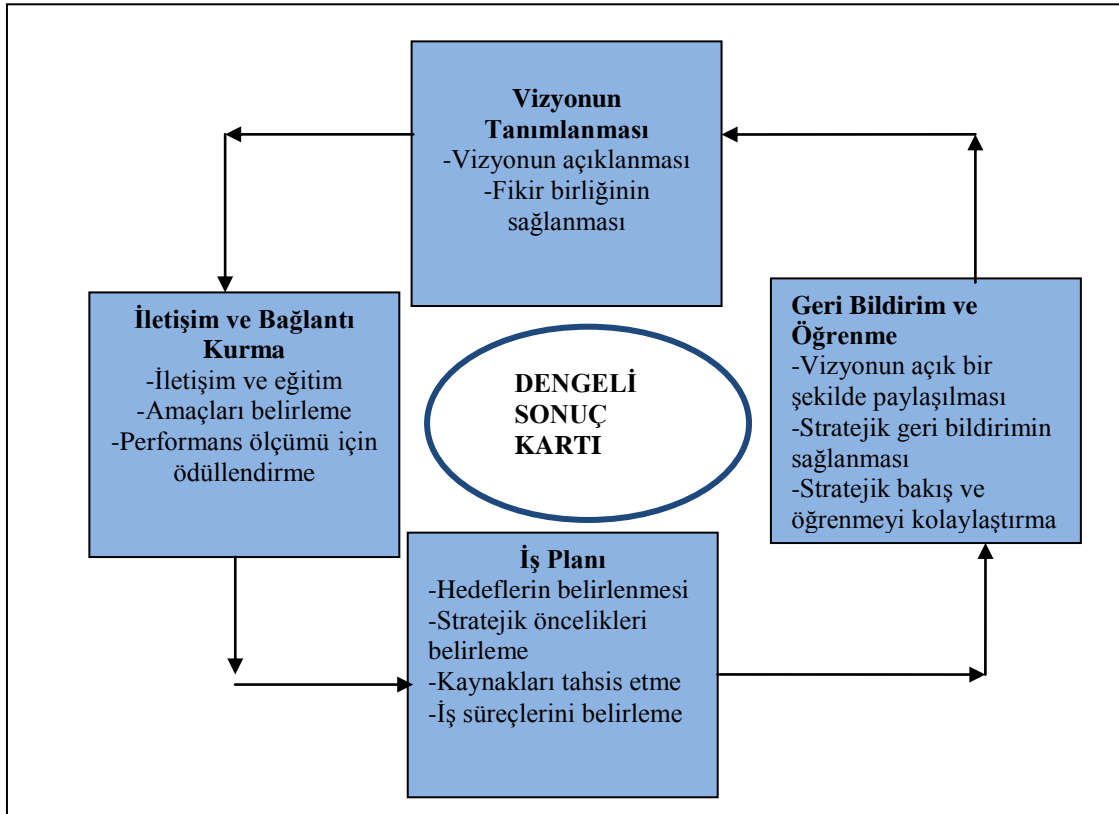 Vizyonun
Tanımlanması
-Vizyonun açıklanması
-Fikir birliğinin
sağlanması
İletişim ve Bağlantı
Kurma
-İletişim ve eğitim
-Amaçları belirleme
-Performans ölçümü için
ödüllendirme
DENGELİ
SONUÇ
KARTI
Geri Bildirim ve
Öğrenme
-Vizyonun açık bir
şekilde paylaşılması
-Stratejik geri bildirimin
sağlanması
-Stratejik bakış ve
öğrenmeyi kolaylaştırma
İş Planı
-Hedeflerin belirlenmesi
-Stratejik öncelikleri
belirleme
-Kaynakları tahsis etme
-İş süreçlerini belirleme